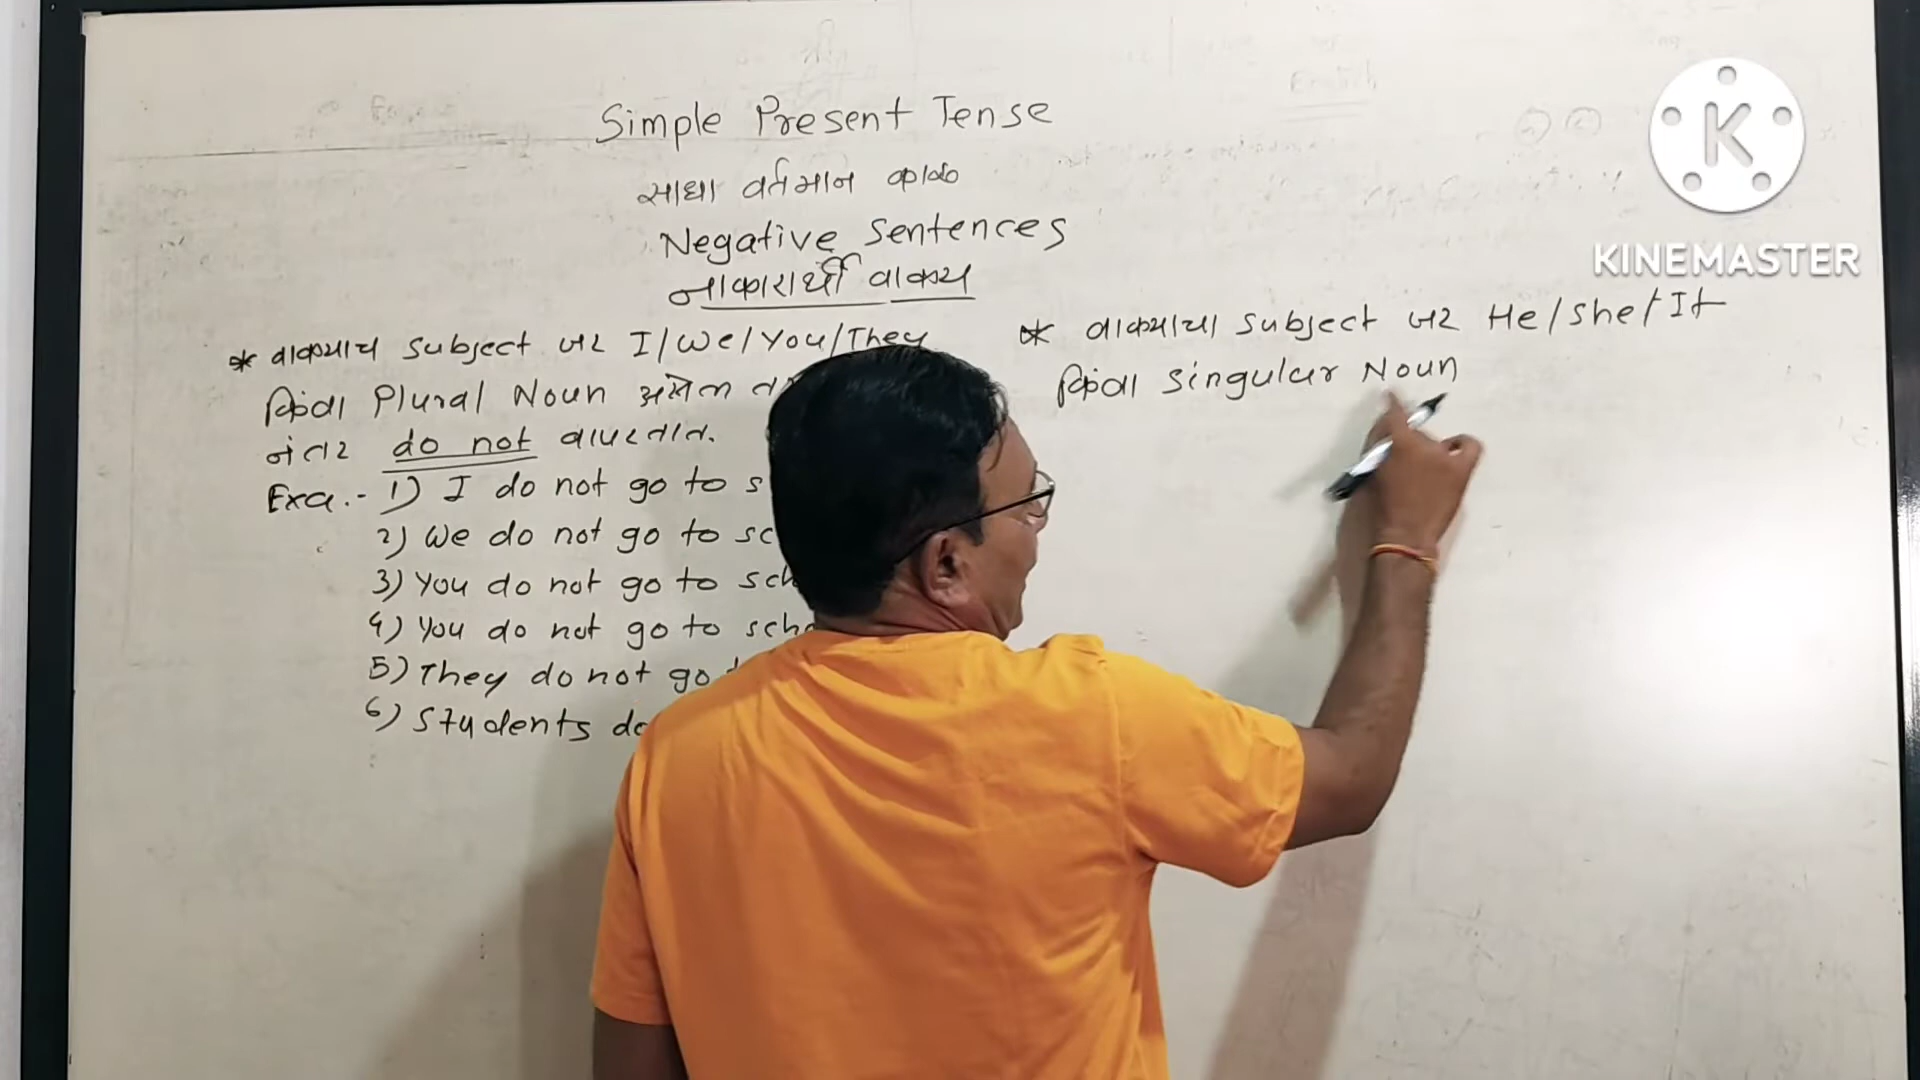 Simple Present Tense
साधा वर्तमान काळ
Negative Sentences
नाकारार्थी वाक्य
* वाक्याच subject जर I/We/You/They
किंवा Plural Noun असेल
नंतर do not वापरतात.
Exa.- 1) I do not go to
2) We do not go to
3) You do not go to
4) You do not go to
5) They do not go
6) Students
* वाक्याचा subject जर He/She/It
किंवा singular Noun
K
KINEMASTER